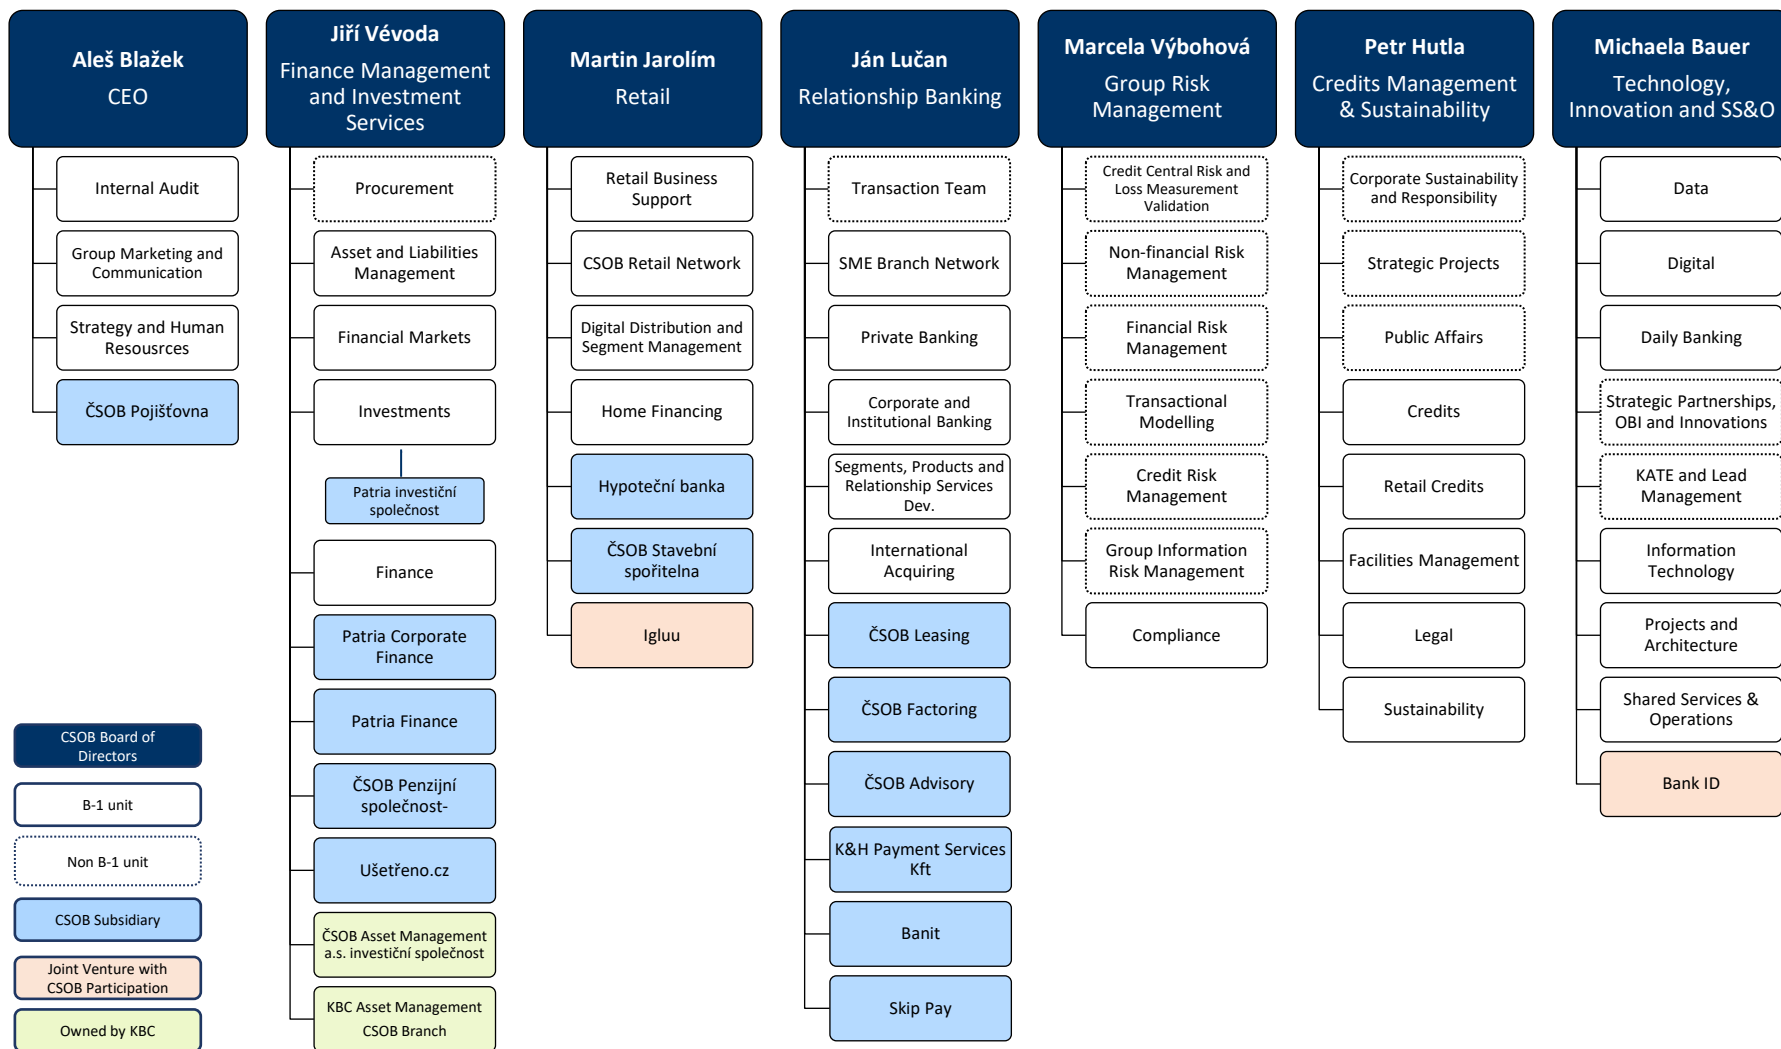 Aleš Blažek
CEO
Internal Audit
Group Marketing and
Communication
Strategy and Human
Resousrces
ČSOB Pojišťovna
Jiří Vévoda
Finance Management
and Investment
Services
Procurement
Asset and Liabilities
Management
Financial Markets
Investments
Patria investiční
společnost
Finance
Patria Corporate
Finance
Patria Finance
ČSOB Penzijní
společnost-
Ušetřeno.cz
ČSOB Asset Management
a.s. investiční společnost
KBC Asset Management
CSOB Branch
Martin Jarolím
Retail
Retail Business
Support
CSOB Retail Network
Digital Distribution and
Segment Management
Home Financing
Hypoteční banka
ČSOB Stavební
spořitelna
Igluu
Ján Lučan
Relationship Banking
Transaction Team
SME Branch Network
Private Banking
Corporate and
Institutional Banking
Segments, Products and
Relationship Services
Dev.
International
Acquiring
ČSOB Leasing
ČSOB Factoring
ČSOB Advisory
K&H Payment Services
Kft
Banit
Skip Pay
Marcela Výbohová
Group Risk
Management
Credit Central Risk and
Loss Measurement
Validation
Non-financial Risk
Management
Financial Risk
Management
Transactional
Modelling
Credit Risk
Management
Group Information
Risk Management
Compliance
Petr Hutla
Credits Management
& Sustainability
Corporate Sustainability
and Responsibility
Strategic Projects
Public Affairs
Credits
Retail Credits
Facilities Management
Legal
Sustainability
Michaela Bauer
Technology,
Innovation and SS&O
Data
Digital
Daily Banking
Strategic Partnerships,
OBI and Innovations
KATE and Lead
Management
Information
Technology
Projects and
Architecture
Shared Services &
Operations
Bank ID
CSOB Board of
Directors
B-1 unit
Non B-1 unit
CSOB Subsidiary
Joint Venture with
CSOB Participation
Owned by KBC